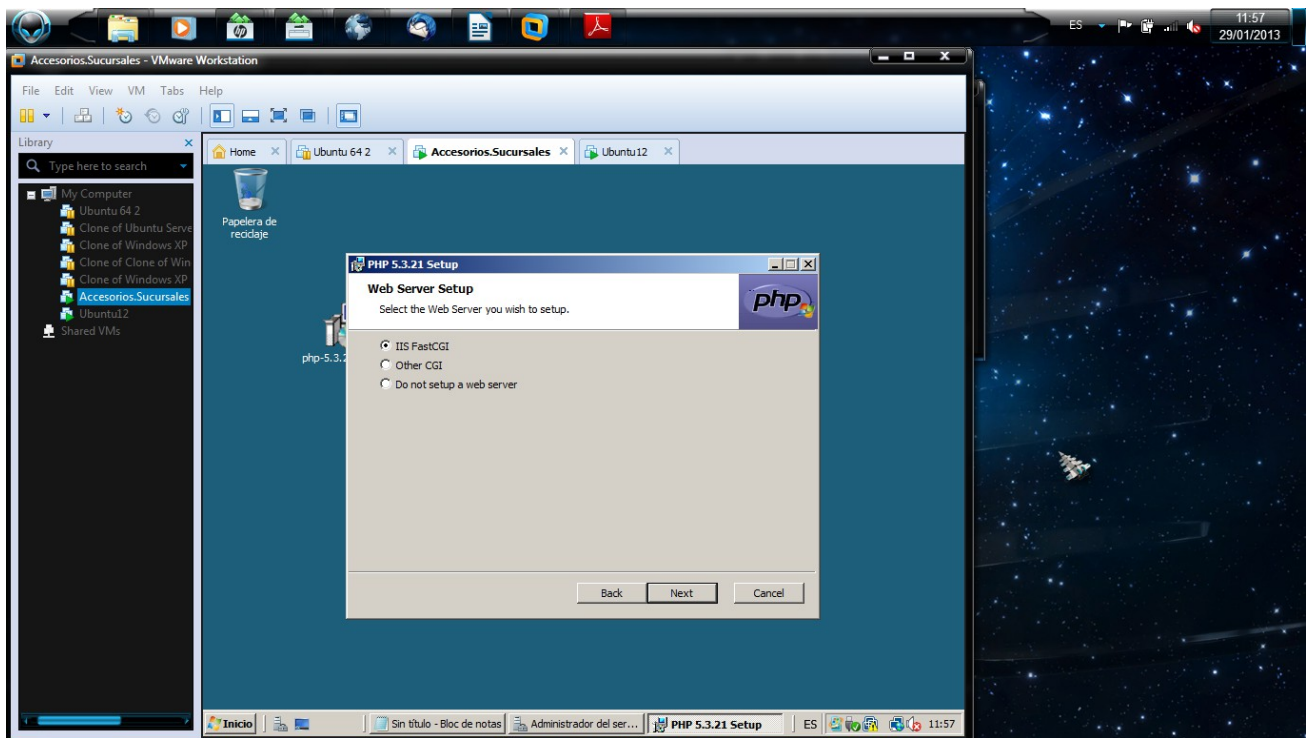 ES
11:57
29/01/2013
Accesorios.Sucursales - VMware Workstation
File Edit View VM Tabs Help
Library
Type here to search
My Computer
Ubuntu 64 2
Clone of Ubuntu Serve
Clone of Windows XP
Clone of Clone of Win
Clone of Windows XP
Accesorios.Sucursales
Ubuntu12
Shared VMs
Home
Ubuntu 64 2
Accesorios.Sucursales
Ubuntu12
Papelera de
reciclaje
php-5.3.2
PHP 5.3.21 Setup
Web Server Setup
Select the Web Server you wish to setup.
php
IIS FastCGI
Other CGI
Do not setup a web server
Back Next Cancel
Inicio
Sin título - Bloc de notas
Administrador del ser...
PHP 5.3.21 Setup
ES
11:57